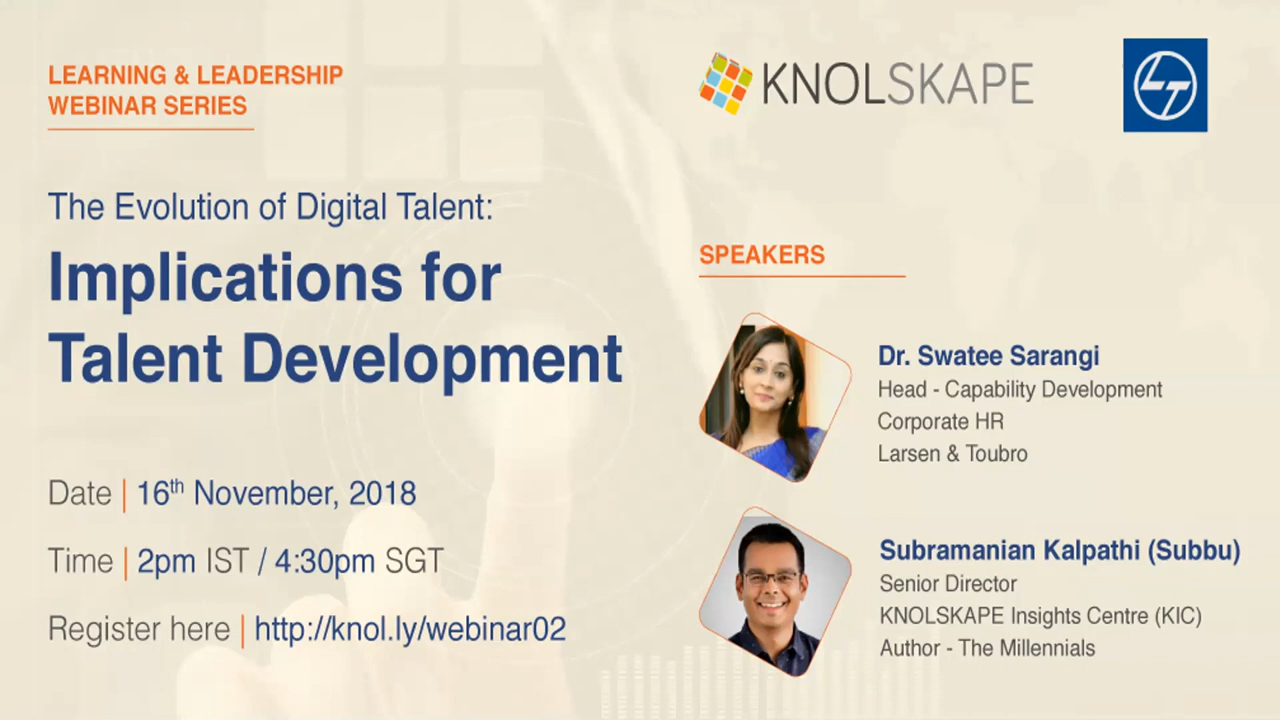 LEARNING & LEADERSHIP
WEBINAR SERIES
KNOLSKAPE
LT
The Evolution of Digital Talent:
Implications for
Talent Development
Date | 16th November, 2018
Time | 2pm IST / 4:30pm SGT
Register here | http://knol.ly/webinar02
SPEAKERS
Dr. Swatee Sarangi
Head - Capability Development
Corporate HR
Larsen & Toubro
Subramanian Kalpathi (Subbu)
Senior Director
KNOLSKAPE Insights Centre (KIC)
Author - The Millennials